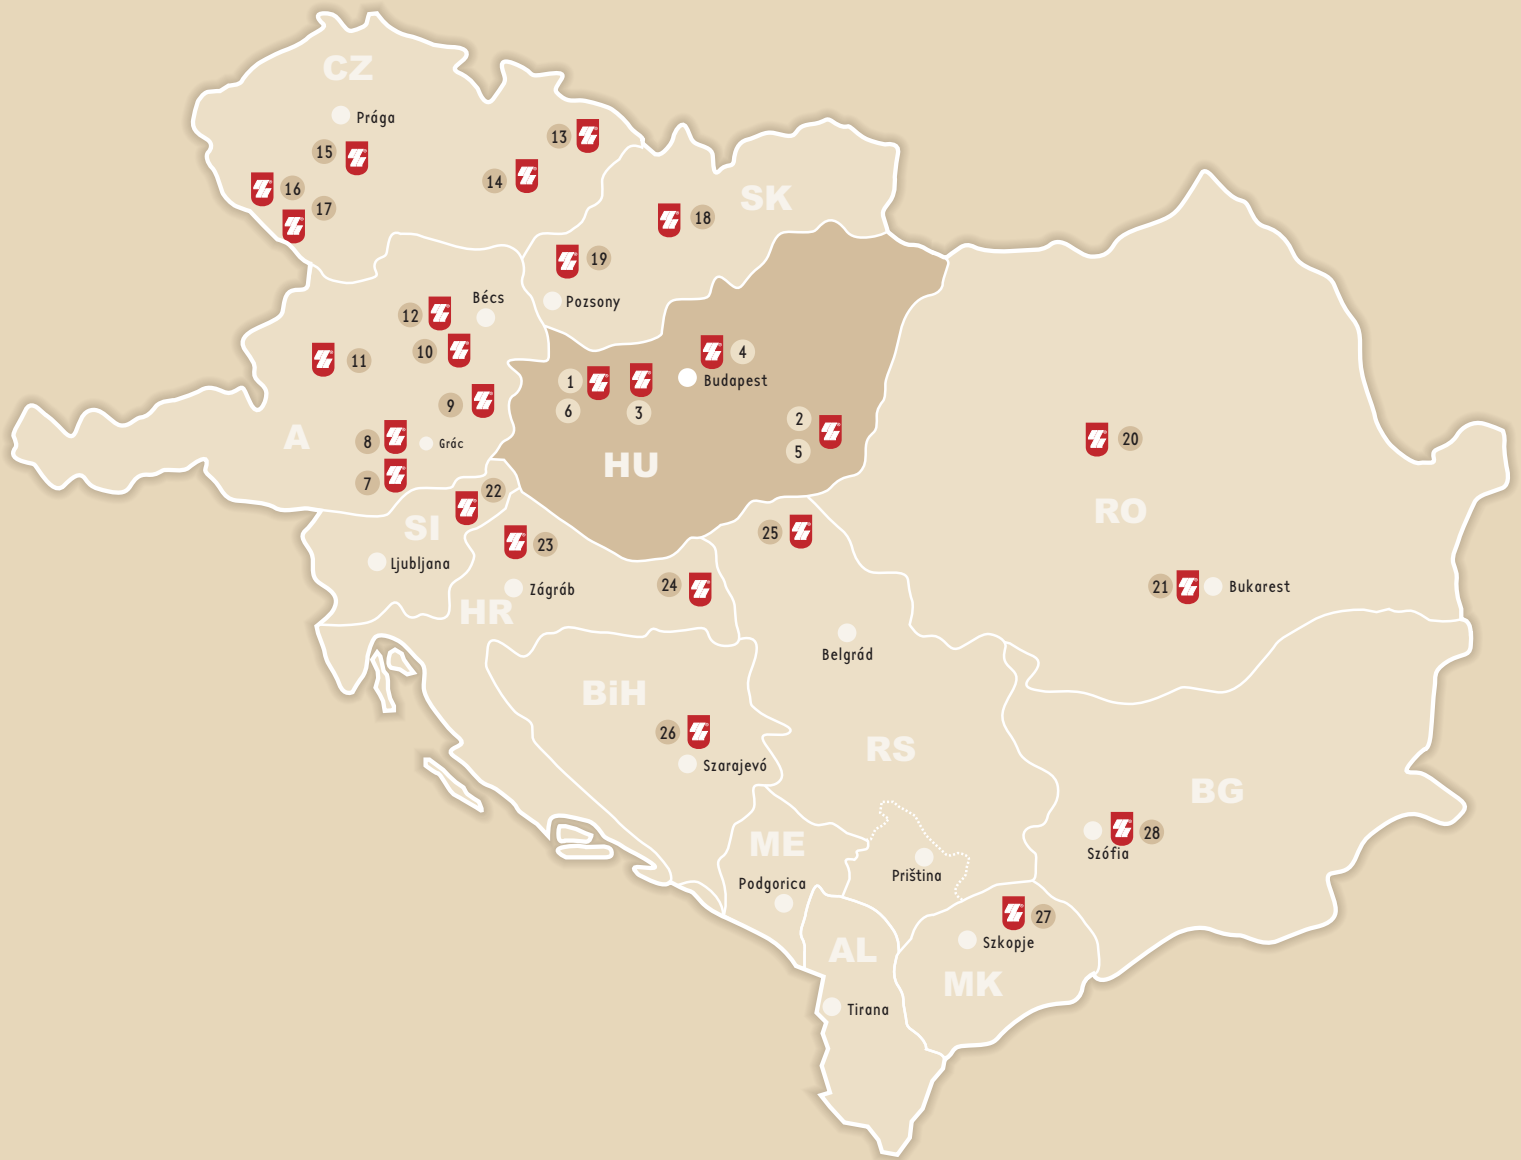 CZ
Prága
13
15
14
16
17
SK
18
19
Bécs
Pozsony
12
10
11
4
1
Budapest
9
6
3
2
A
8
Grác
20
5
HU
7
22
RO
SI
25
23
Ljubljana
24
21
Bukarest
Zágráb
HR
Belgrád
BiH
26
RS
Szarajevó
BG
28
ME
Szófia
Priština
Podgorica
27
Szkopje
AL
MK
Tirana